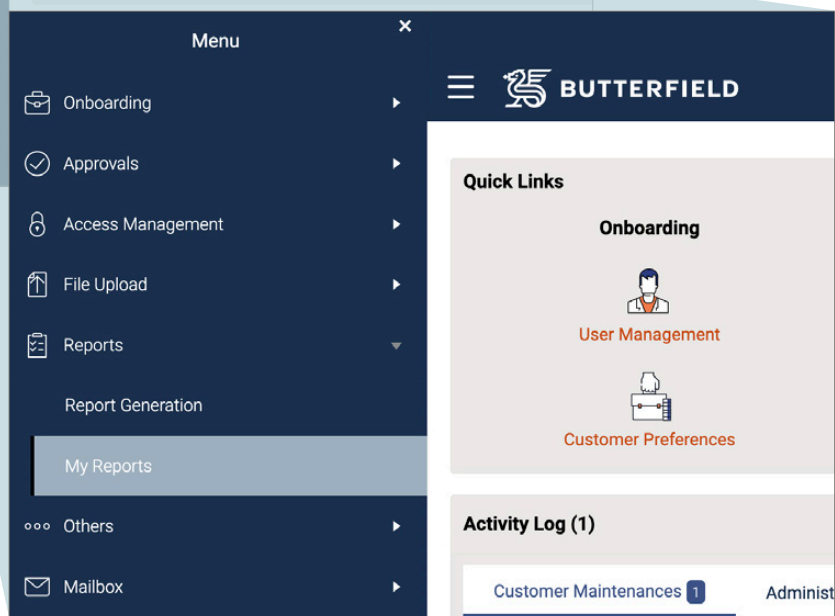 Menu
×
Onboarding
Approvals
Access Management
File Upload
Reports
Report Generation
My Reports
Others
Mailbox
BUTTERFIELD
Quick Links
Onboarding
User Management
Customer Preferences
Activity Log (1)
Customer Maintenances 1
Administ